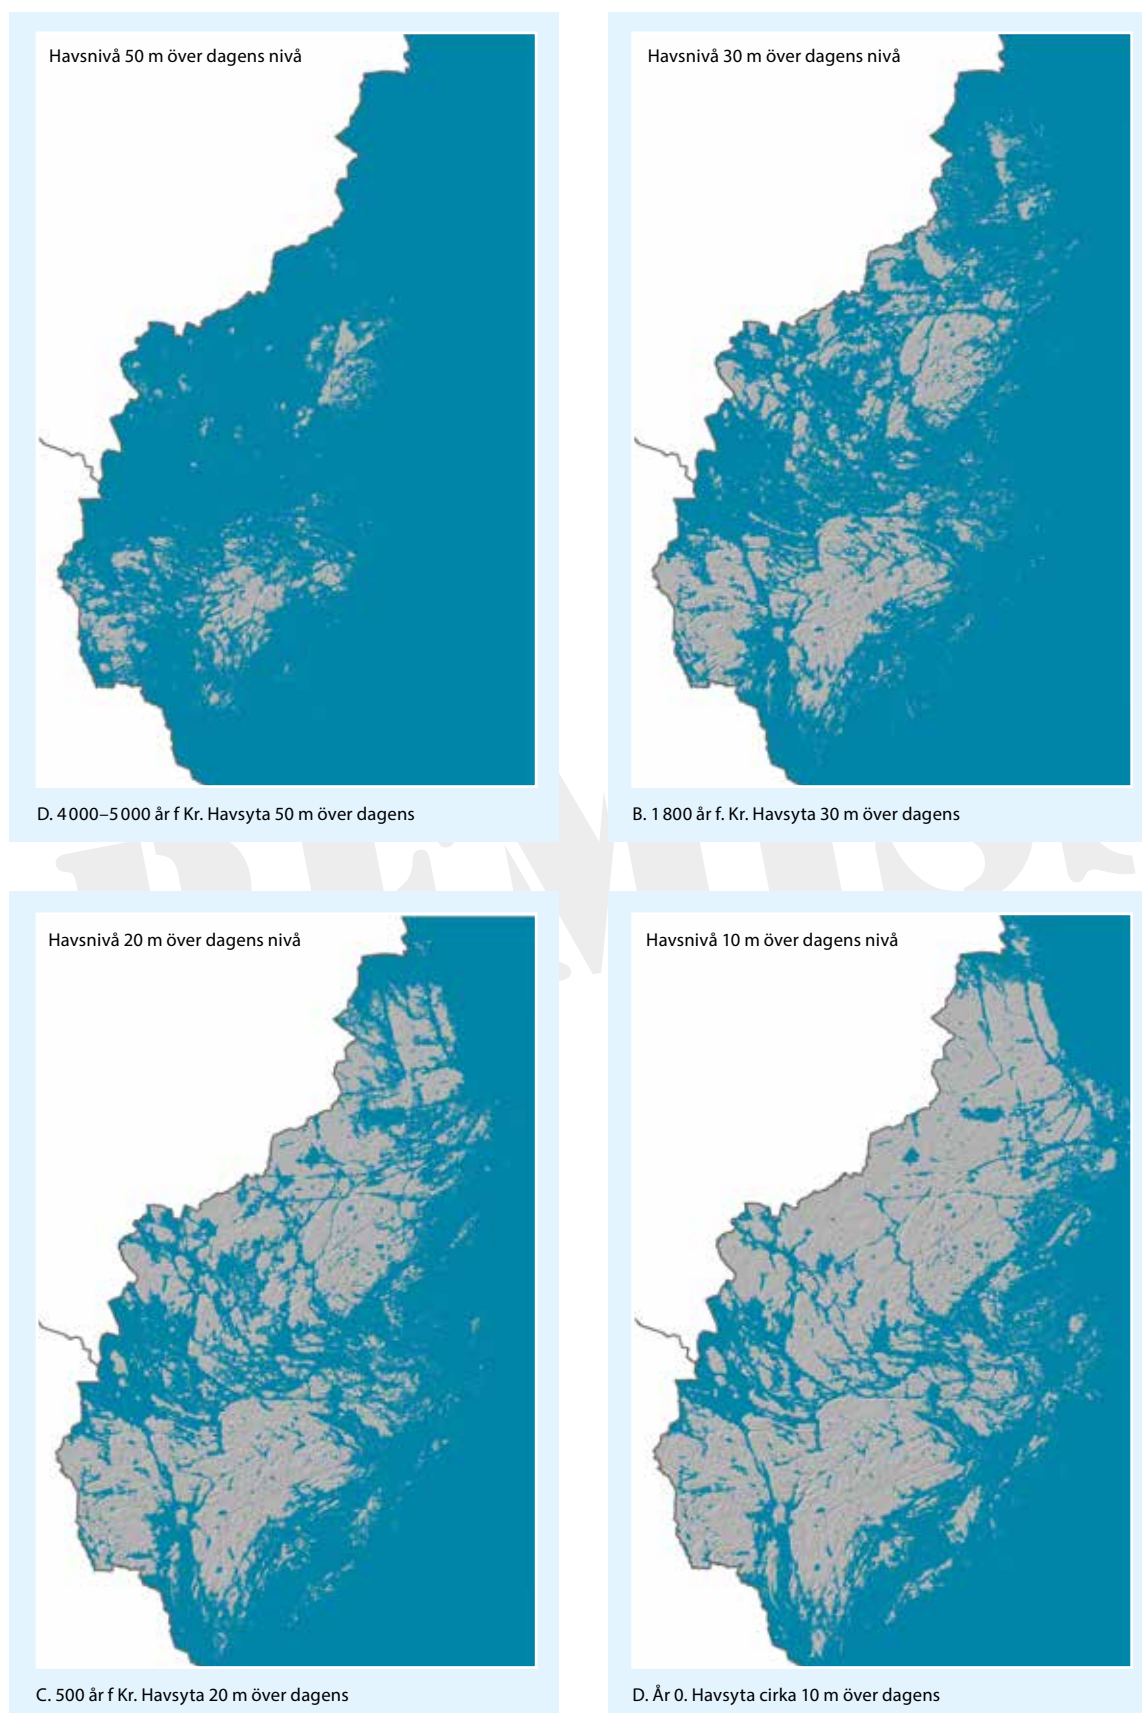 Havsnivå 50 m över dagens nivå
Havsnivå 30 m över dagens nivå
D. 4 000–5 000 år f Kr. Havsyta 50 m över dagens
B. 1 800 år f. Kr. Havsyta 30 m över dagens
Havsnivå 20 m över dagens nivå
Havsnivå 10 m över dagens nivå
C. 500 år f Kr. Havsyta 20 m över dagens
D. År 0. Havsyta cirka 10 m över dagens